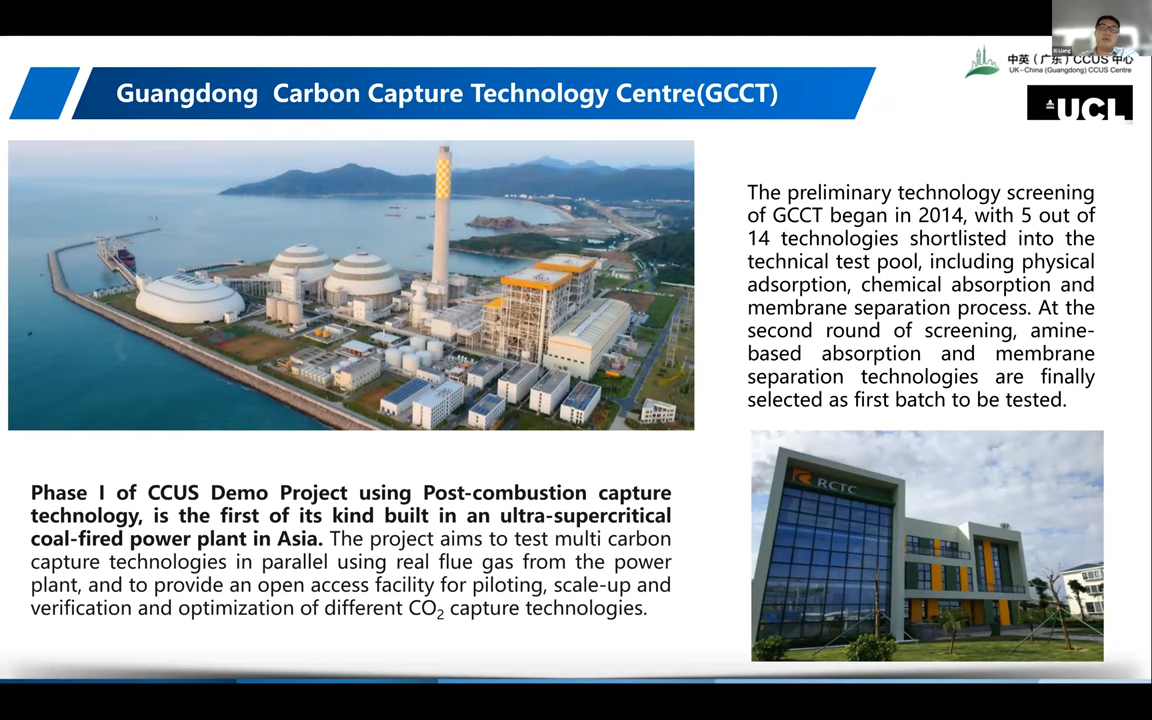 Xi Liang
中英（广东）CCUS 中心
UK-China (Guangdong) CCUS Centre
UCL
Guangdong Carbon Capture Technology Centre(GCCT)
The preliminary technology screening
of GCCT began in 2014, with 5 out of
14 technologies shortlisted into the
technical test pool, including physical
adsorption, chemical absorption and
membrane separation process. At the
second round of screening, amine-
based absorption and membrane
separation technologies are finally
selected as first batch to be tested.
RCTC
Phase I of CCUS Demo Project using Post-combustion capture
technology, is the first of its kind built in an ultra-supercritical
coal-fired power plant in Asia. The project aims to test multi carbon
capture technologies in parallel using real flue gas from the power
plant, and to provide an open access facility for piloting, scale-up and
verification and optimization of different CO₂ capture technologies.